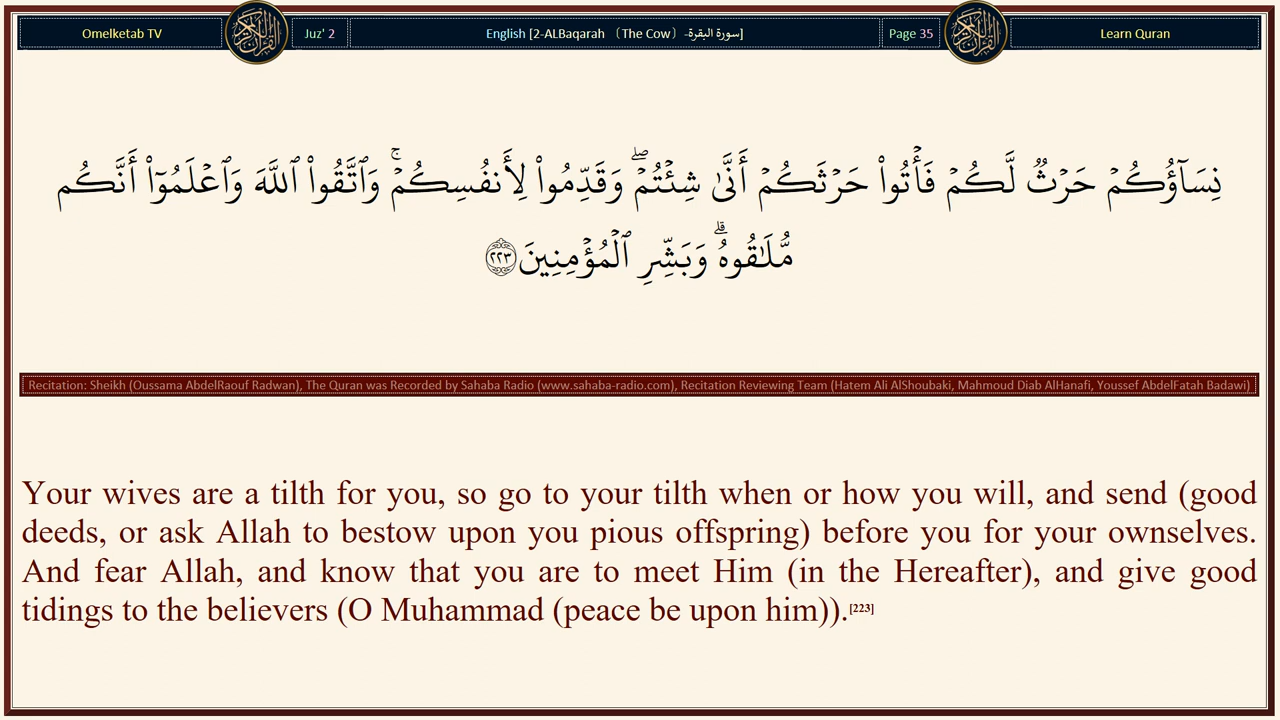 Omelketab TV
Juz' 2
English [2-ALBaqarah （The Cow） -سورة البقرة]
Page 35
Learn Quran
نِسَآؤُكُمۡ حَرۡثٞ لَّكُمۡ فَأۡتُواْ حَرۡثَكُمۡ أَنَّىٰ شِئۡتُمۡۖ وَقَدِّمُواْ لِأَنفُسِكُمۡۚ وَٱتَّقُواْ ٱللَّهَ وَٱعۡلَمُوٓاْ أَنَّكُم
مُّلَٰقُوهُۗ وَبَشِّرِ ٱلۡمُؤۡمِنِينَ ٢٢٣
Recitation: Sheikh (Oussama AbdelRaouf Radwan), The Quran was Recorded by Sahaba Radio (www.sahaba-radio.com), Recitation Reviewing Team (Hatem Ali AlShoubaki, Mahmoud Diab AlHanafi, Youssef AbdelFatah Badawi)
Your wives are a tilth for you, so go to your tilth when or how you will, and send (good
deeds, or ask Allah to bestow upon you pious offspring) before you for your ownselves.
And fear Allah, and know that you are to meet Him (in the Hereafter), and give good
tidings to the believers (O Muhammad (peace be upon him)).[223]